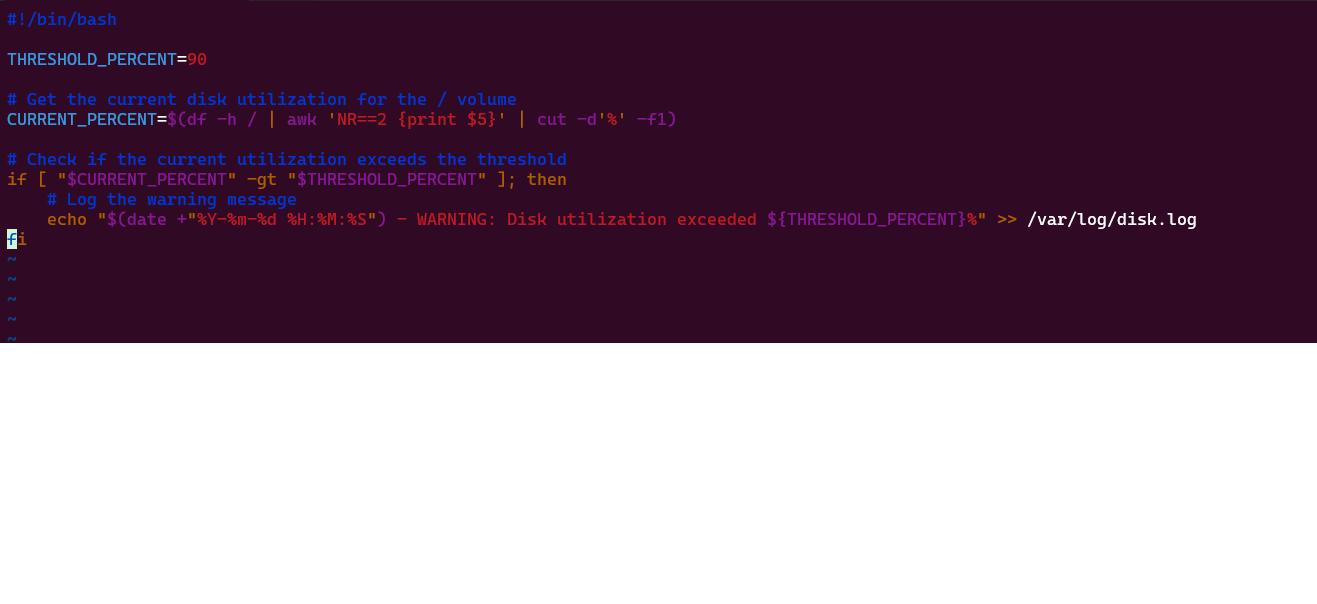 #!/bin/bash

THRESHOLD_PERCENT=90

# Get the current disk utilization for the / volume
CURRENT_PERCENT=$(df -h / | awk 'NR==2 {print $5}' | cut -d'%' -f1)

# Check if the current utilization exceeds the threshold
if [ "$CURRENT_PERCENT" -gt "$THRESHOLD_PERCENT" ]; then
    # Log the warning message
    echo "$(date +"%Y-%m-%d %H:%M:%S") - WARNING: Disk utilization exceeded ${THRESHOLD_PERCENT}%" >> /var/log/disk.log
fi
~
~
~
~
~